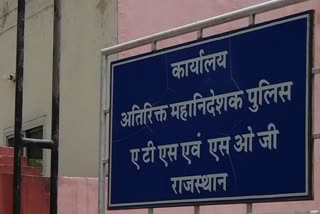 कार्यालय
अतिरिक्त महानिदेशक पुलिस
ए टी एस एवं एस ओ जी
राजस्थान